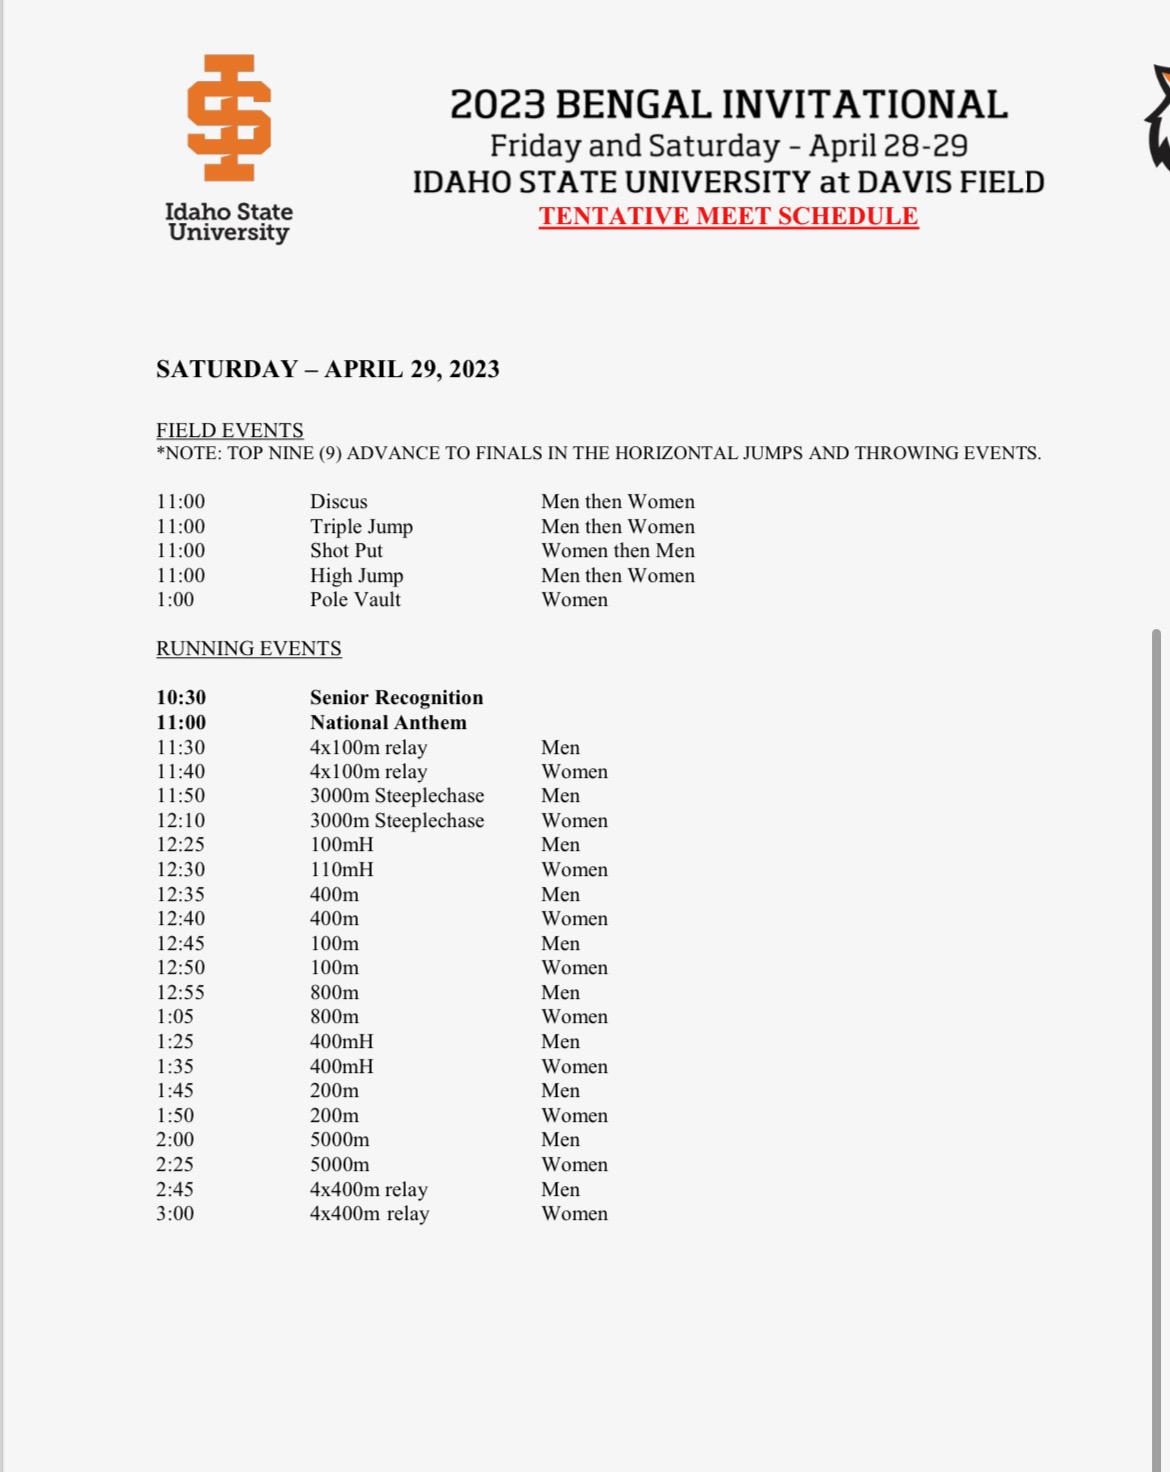 Idaho State
University
2023 BENGAL INVITATIONAL
Friday and Saturday - April 28-29
IDAHO STATE UNIVERSITY at DAVIS FIELD
TENTATIVE MEET SCHEDULE
SATURDAY – APRIL 29, 2023
FIELD EVENTS
*NOTE: TOP NINE (9) ADVANCE TO FINALS IN THE HORIZONTAL JUMPS AND THROWING EVENTS.
11:00 Discus Men then Women
11:00 Triple Jump Men then Women
11:00 Shot Put Women then Men
11:00 High Jump Men then Women
1:00 Pole Vault Women
RUNNING EVENTS
10:30 Senior Recognition
11:00 National Anthem
11:30 4x100m relay Men
11:40 4x100m relay Women
11:50 3000m Steeplechase Men
12:10 3000m Steeplechase Women
12:25 100mH Men
12:30 110mH Women
12:35 400m Men
12:40 400m Women
12:45 100m Men
12:50 100m Women
12:55 800m Men
1:05 800m Women
1:25 400mH Men
1:35 400mH Women
1:45 200m Men
1:50 200m Women
2:00 5000m Men
2:25 5000m Women
2:45 4x400m relay Men
3:00 4x400m relay Women